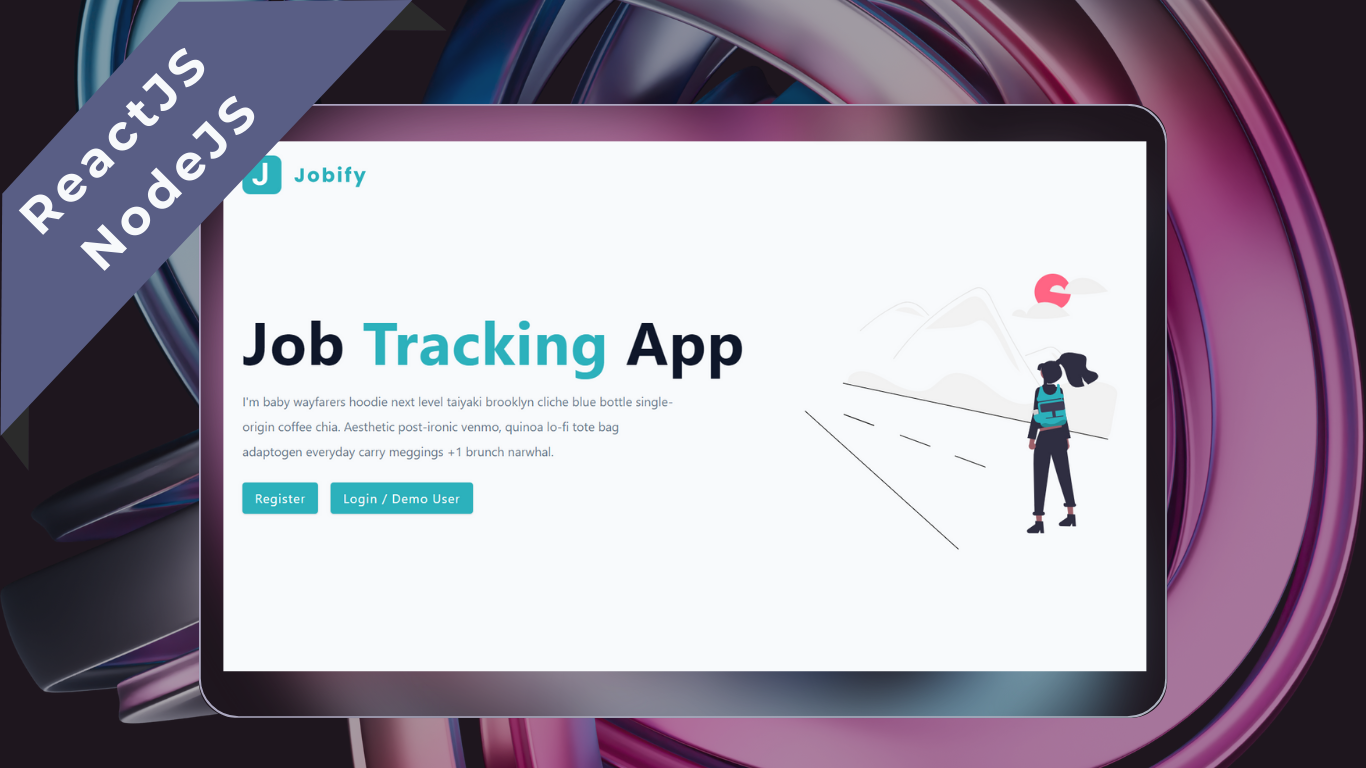 ReactJS
NodeJS
J
Jobify
Job Tracking App
I'm baby wayfarers hoodie next level taiyaki brooklyn cliche blue bottle single-
origin coffee chia. Aesthetic post-ironic venmo, quinoa lo-fi tote bag
adaptogen everyday carry meggings +1 brunch narwhal.
Register
Login / Demo User